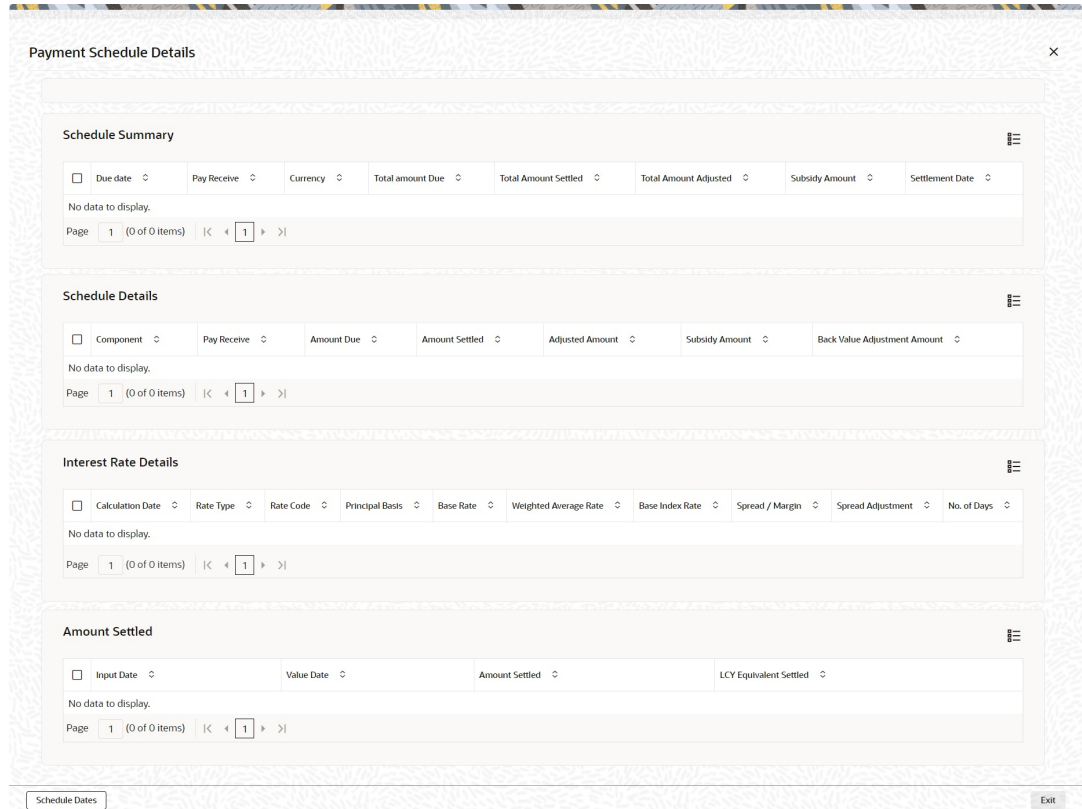 Payment Schedule Details
Schedule Summary
Due date Pay Receive Currency Total amount Due Total Amount Settled Total Amount Adjusted Subsidy Amount Settlement Date
No data to display.
Page 1 (0 of 0 items) 1
Schedule Details
Component Pay Receive Amount Due Amount Settled Adjusted Amount Subsidy Amount Back Value Adjustment Amount
No data to display.
Page 1 (0 of 0 items) 1
Interest Rate Details
Calculation Date Rate Type Rate Code Principal Basis Base Rate Weighted Average Rate Base Index Rate Spread / Margin Spread Adjustment No. of Days
No data to display.
Page 1 (0 of 0 items) 1
Amount Settled
Input Date Value Date Amount Settled LCY Equivalent Settled
No data to display.
Page 1 (0 of 0 items) 1
Schedule Dates Exit